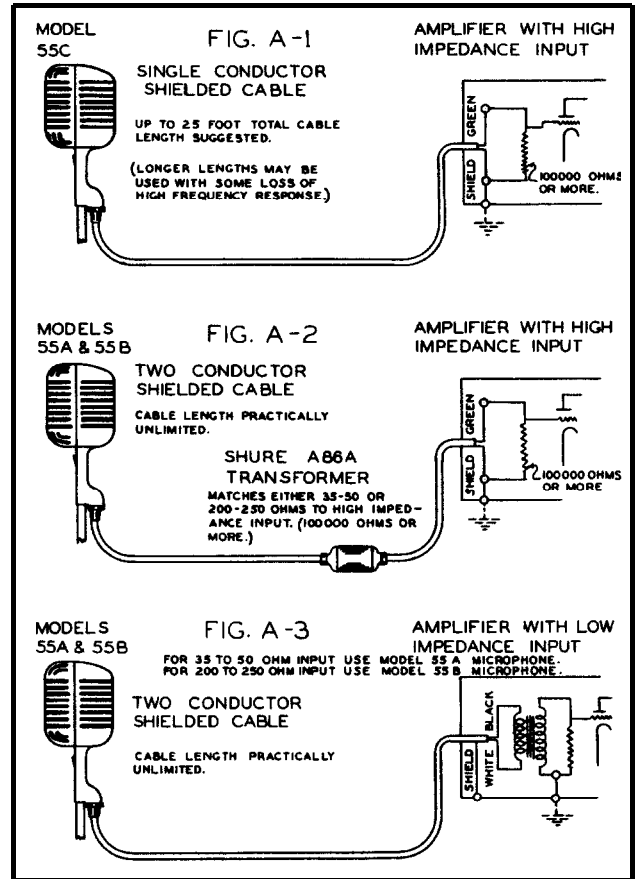 MODEL
55C
FIG. A-1
AMPLIFIER WITH HIGH
IMPEDANCE INPUT
SINGLE CONDUCTOR
SHIELDED CABLE
UP TO 25 FOOT TOTAL CABLE
LENGTH SUGGESTED.
(LONGER LENGTHS MAY BE
USED WITH SOME LOSS OF
HIGH FREQUENCY RESPONSE.)
GREEN
SHIELD
100000 OHMS
OR MORE.
MODELS
55A & 55B
FIG. A-2
AMPLIFIER WITH HIGH
IMPEDANCE INPUT
TWO CONDUCTOR
SHIELDED CABLE
CABLE LENGTH PRACTICALLY
UNLIMITED.
SHURE A86A
TRANSFORMER
MATCHES EITHER 35-50 OR
200-250 OHMS TO HIGH IMPED-
ANCE INPUT. (100000 OHMS OR
MORE.)
GREEN
SHIELD
100000 OHMS
OR MORE
MODELS
55A & 55B
FIG. A-3
AMPLIFIER WITH LOW
IMPEDANCE INPUT
FOR 35 TO 50 OHM INPUT USE MODEL 55A MICROPHONE.
FOR 200 TO 250 OHM INPUT USE MODEL 55B MICROPHONE.
TWO CONDUCTOR
SHIELDED CABLE
CABLE LENGTH PRACTICALLY
UNLIMITED.
BLACK
WHITE
SHIELD